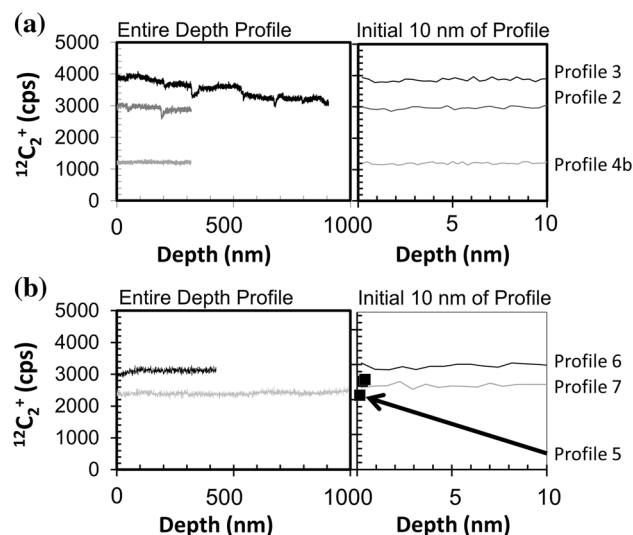 (a)
Entire Depth Profile
Initial 10 nm of Profile
5000
4000
3000
2000
1000
0
¹²C₂⁺ (cps)
Profile 3
Profile 2
Profile 4b
0
500
1000
5
10
Depth (nm)
Depth (nm)
(b)
Entire Depth Profile
Initial 10 nm of Profile
5000
4000
3000
2000
1000
0
¹²C₂⁺ (cps)
Profile 6
Profile 7
Profile 5
0
500
1000
5
10
Depth (nm)
Depth (nm)